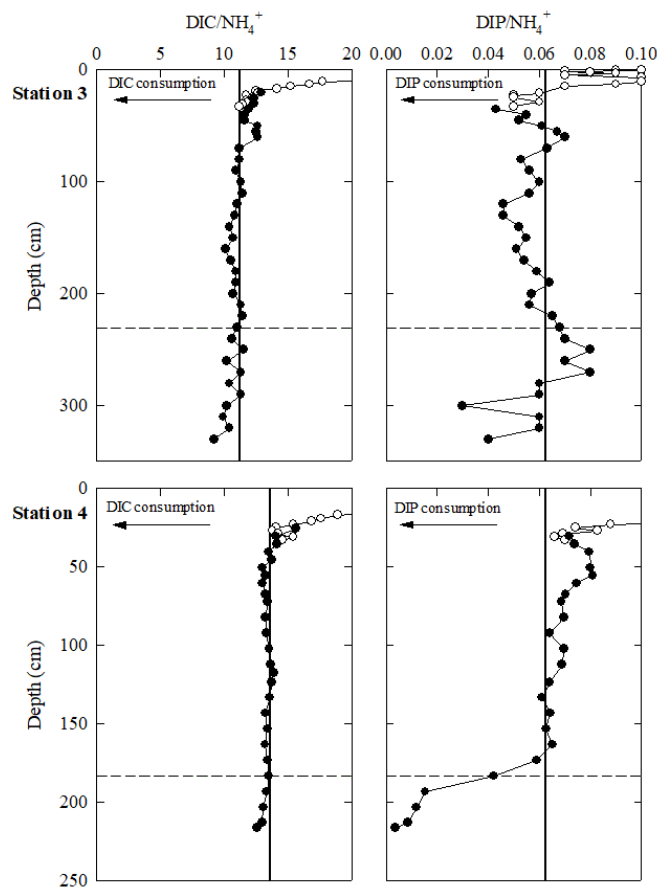 DIC/NH₄⁺ DIP/NH₄⁺
0 5 10 15 20 0.00 0.02 0.04 0.06 0.08 0.10
0
DIC consumption DIP consumption
Station 3
100
Depth (cm)
200
300
0
DIC consumption DIP consumption
Station 4
50
100
Depth (cm)
150
200
250